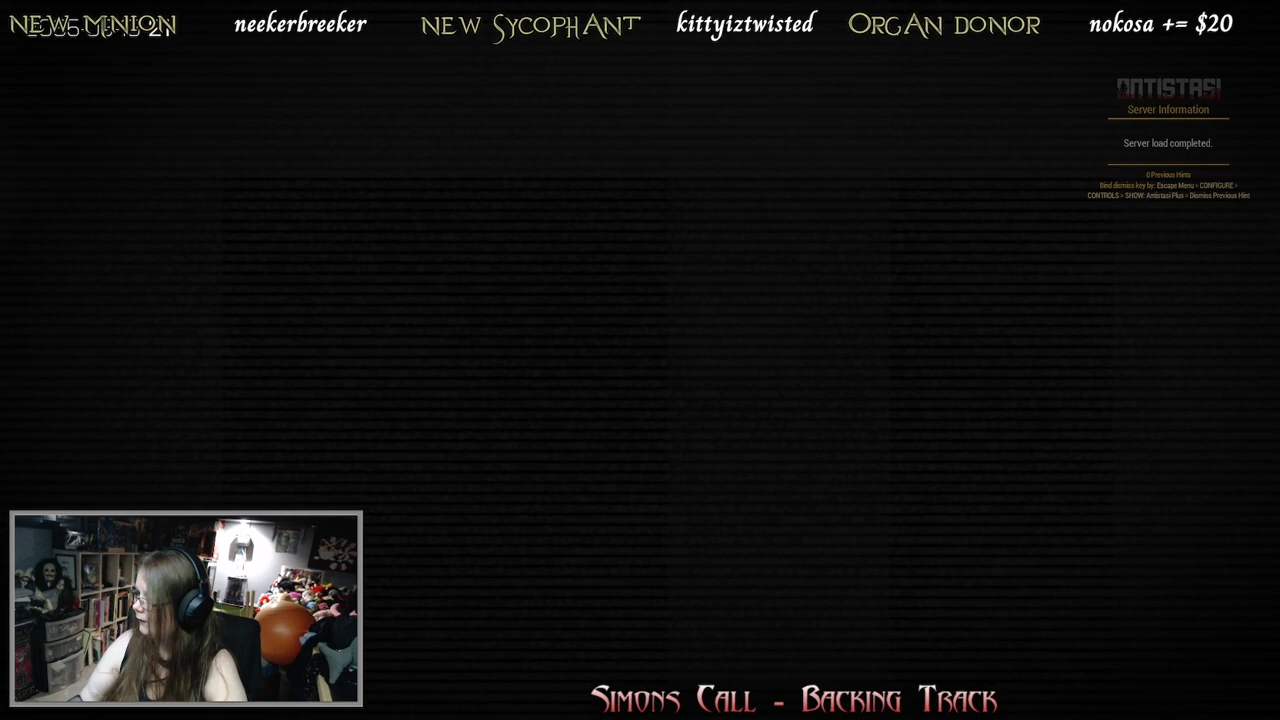 NEW MINION
neekerbreeker
NEW SYCOPHANT
kittyiztwisted
ORGAN DONOR
nokosa += $20
ANTISTASI
Server Information
Server load completed.
0 Previous Hints
Bind dismiss key by: Escape Menu > CONFIGURE >
CONTROLS > SHOW: Antistasi Plus > Dismiss Previous Hint
SIMONS CALL - BACKING TRACK